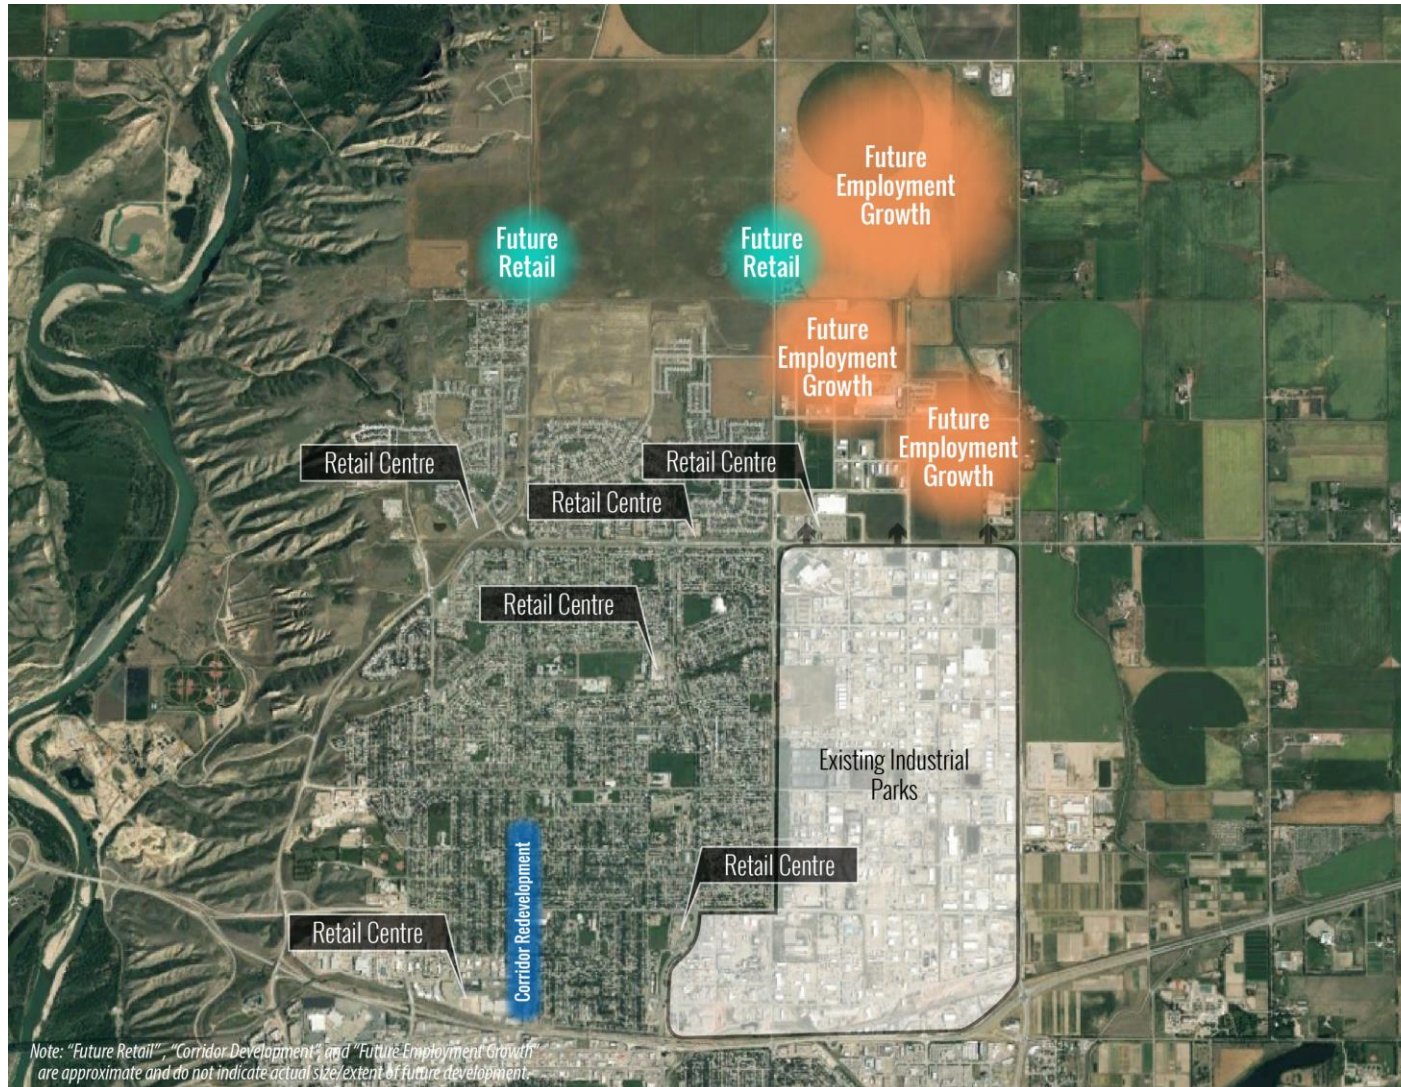 Future
Employment
Growth
Future
Retail
Future
Retail
Future
Employment
Growth
Future
Employment
Growth
Retail Centre
Retail Centre
Retail Centre
Retail Centre
Existing Industrial
Parks
Corridor Redevelopment
Retail Centre
Retail Centre
Note: “Future Retail”, “Corridor Development”, and “Future Employment Growth”
are approximate and do not indicate actual size/extent of future development.